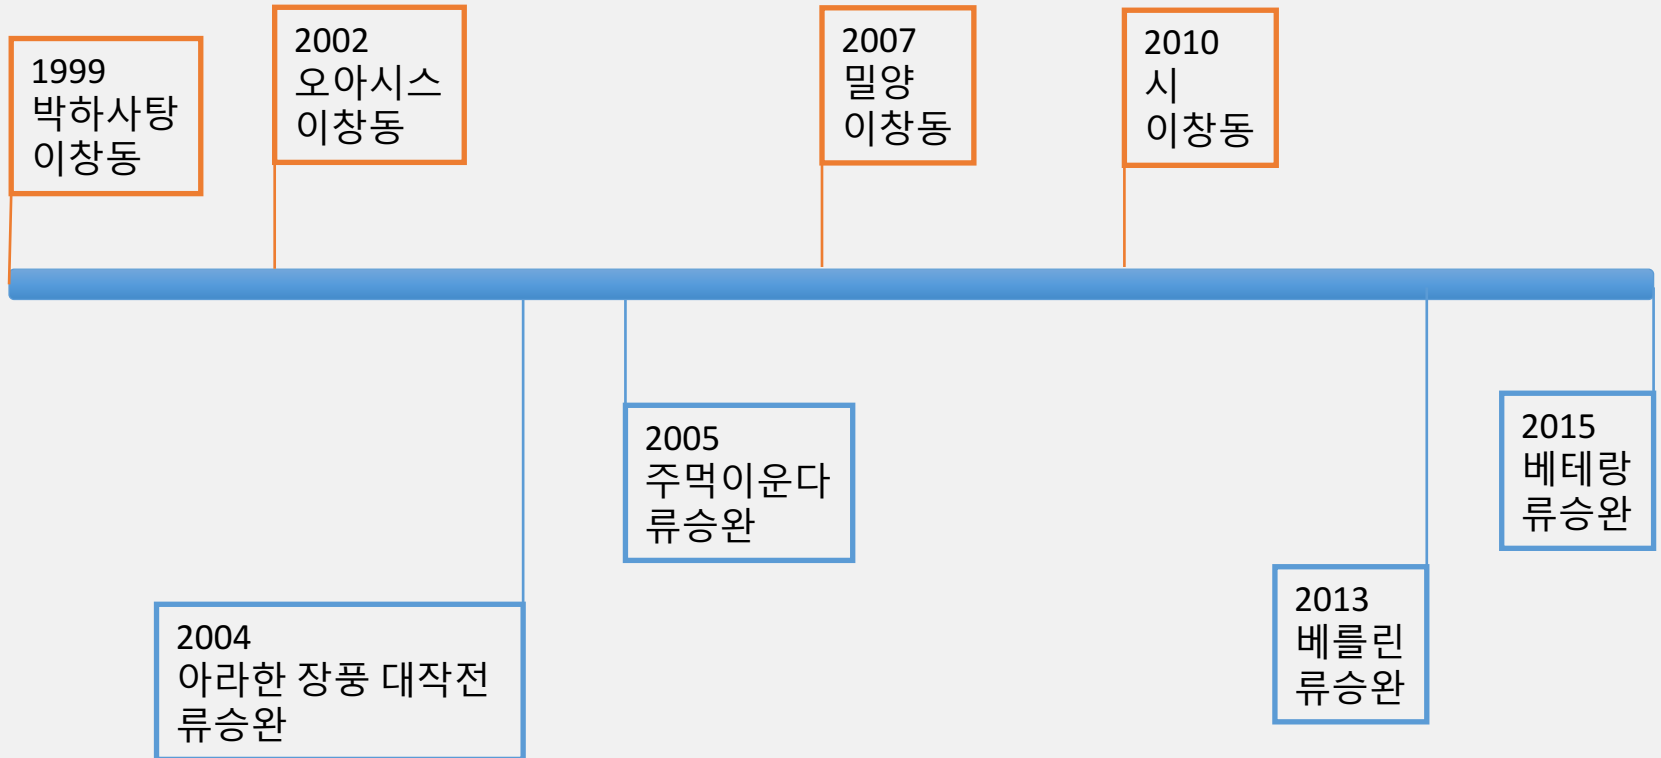 1999
박하사탕
이창동
2002
오아시스
이창동
2007
밀양
이창동
2010
시
이창동
2004
아라한 장풍 대작전
류승완
2005
주먹이운다
류승완
2013
베를린
류승완
2015
베테랑
류승완